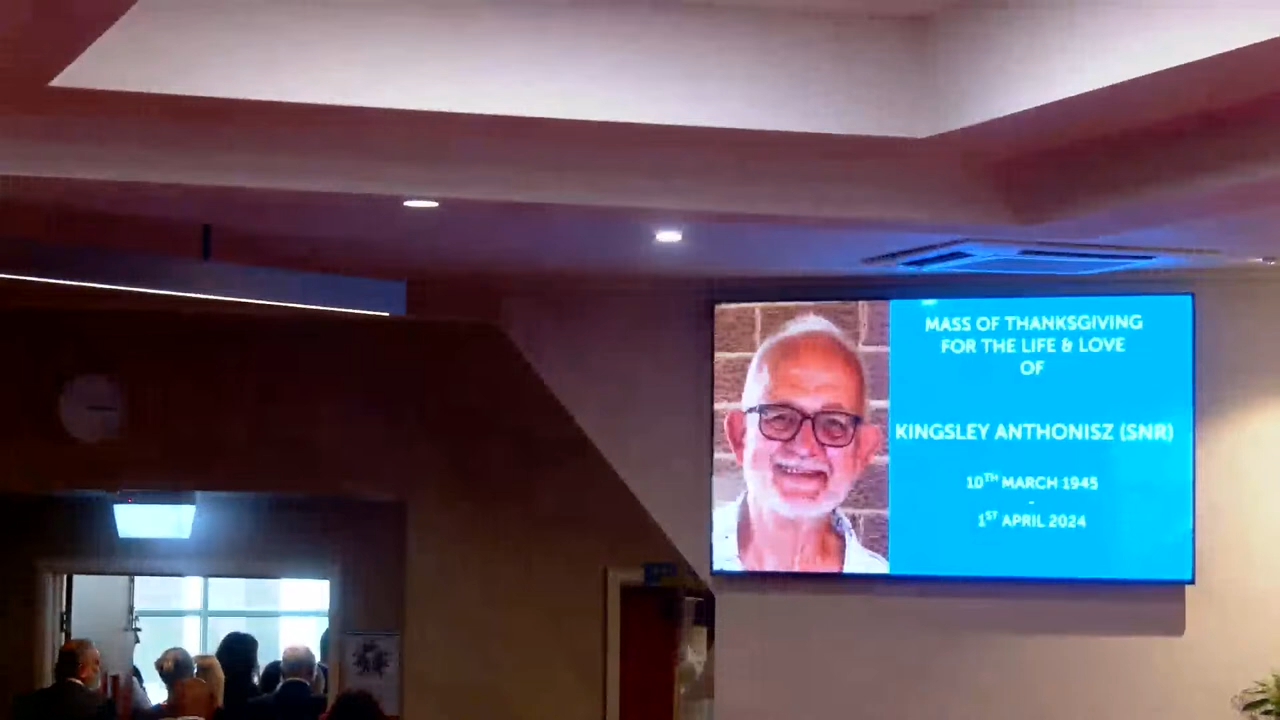 MASS OF THANKSGIVING
FOR THE LIFE & LOVE
OF
KINGSLEY ANTHONISZ (SNR)
10TH MARCH 1945
-
1ST APRIL 2024